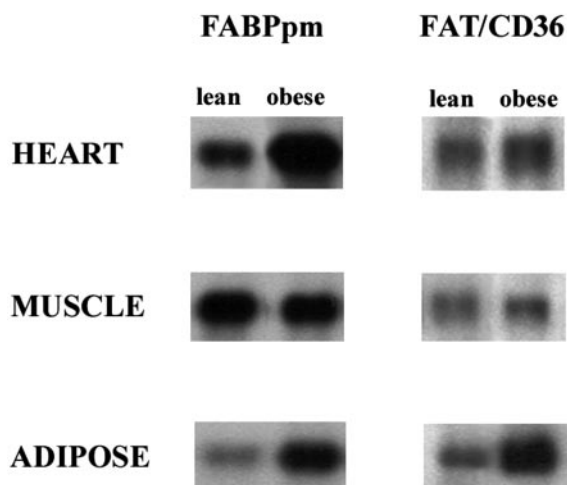 FABPpm FAT/CD36
lean obese lean obese
HEART
MUSCLE
ADIPOSE